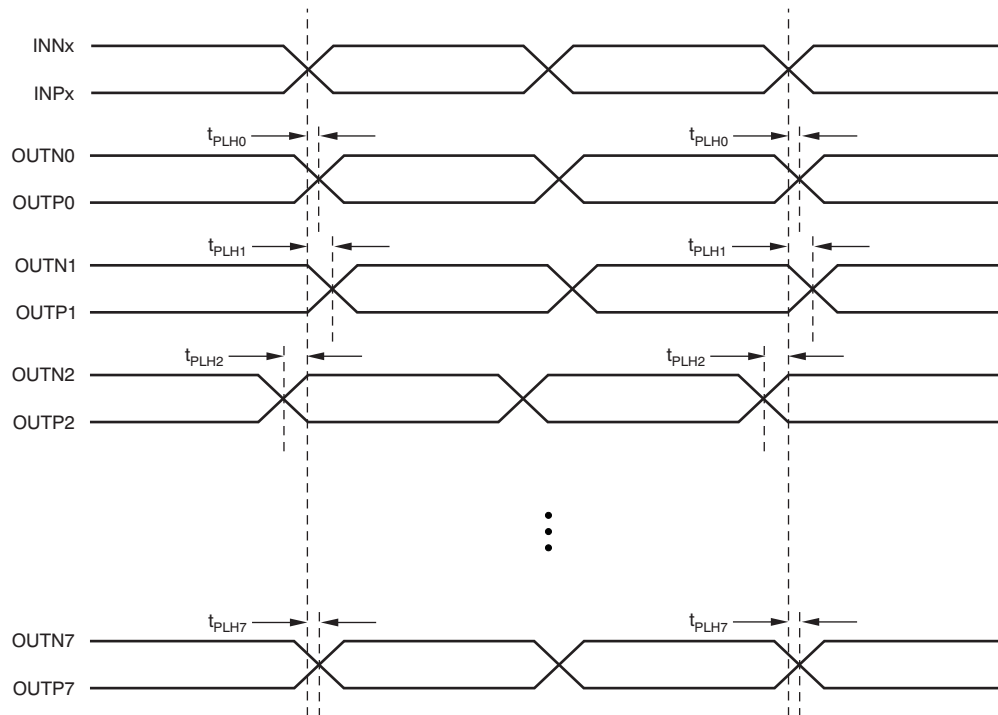 INNx
INPx
tPLH0 tPLH0
OUTN0
OUTP0
tPLH1 tPLH1
OUTN1
OUTP1
tPLH2 tPLH2
OUTN2
OUTP2
tPLH7 tPLH7
OUTN7
OUTP7